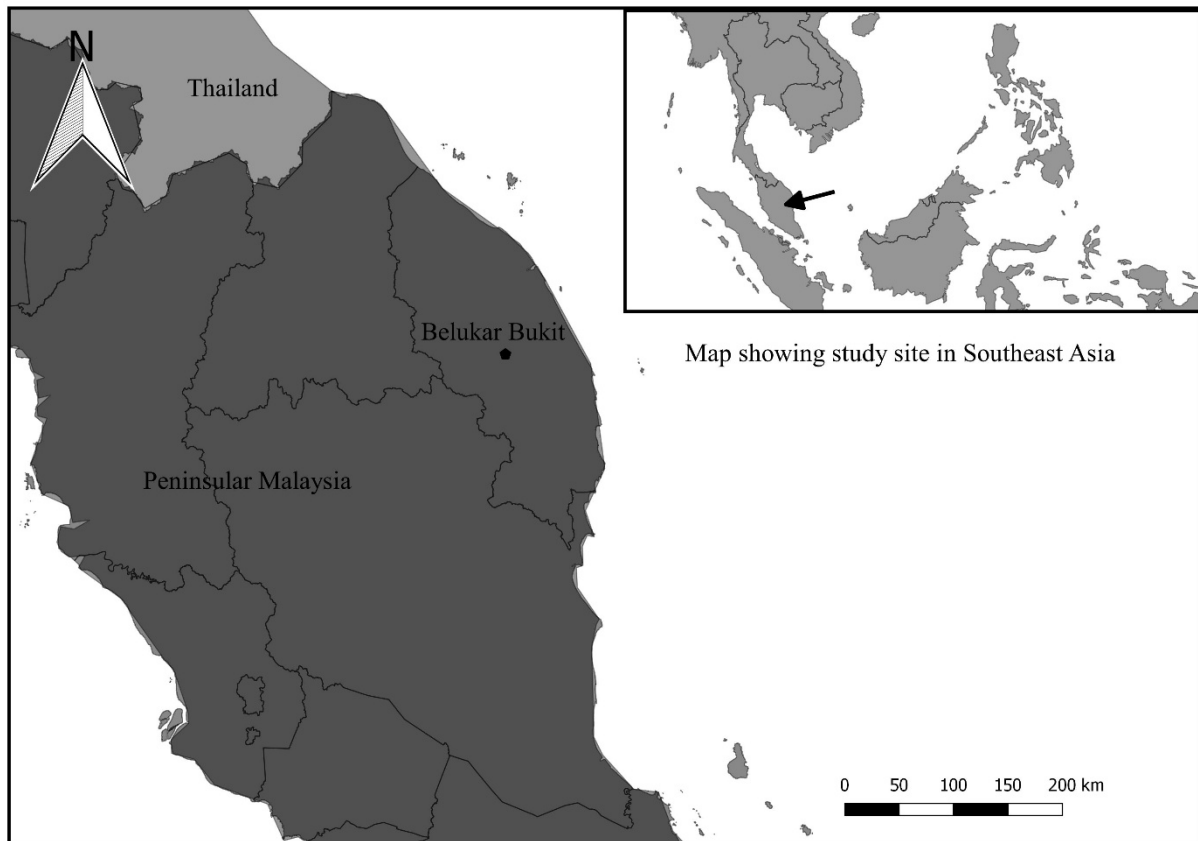 N
Thailand
Belukar Bukit
Map showing study site in Southeast Asia
Peninsular Malaysia
0 50 100 150 200 km